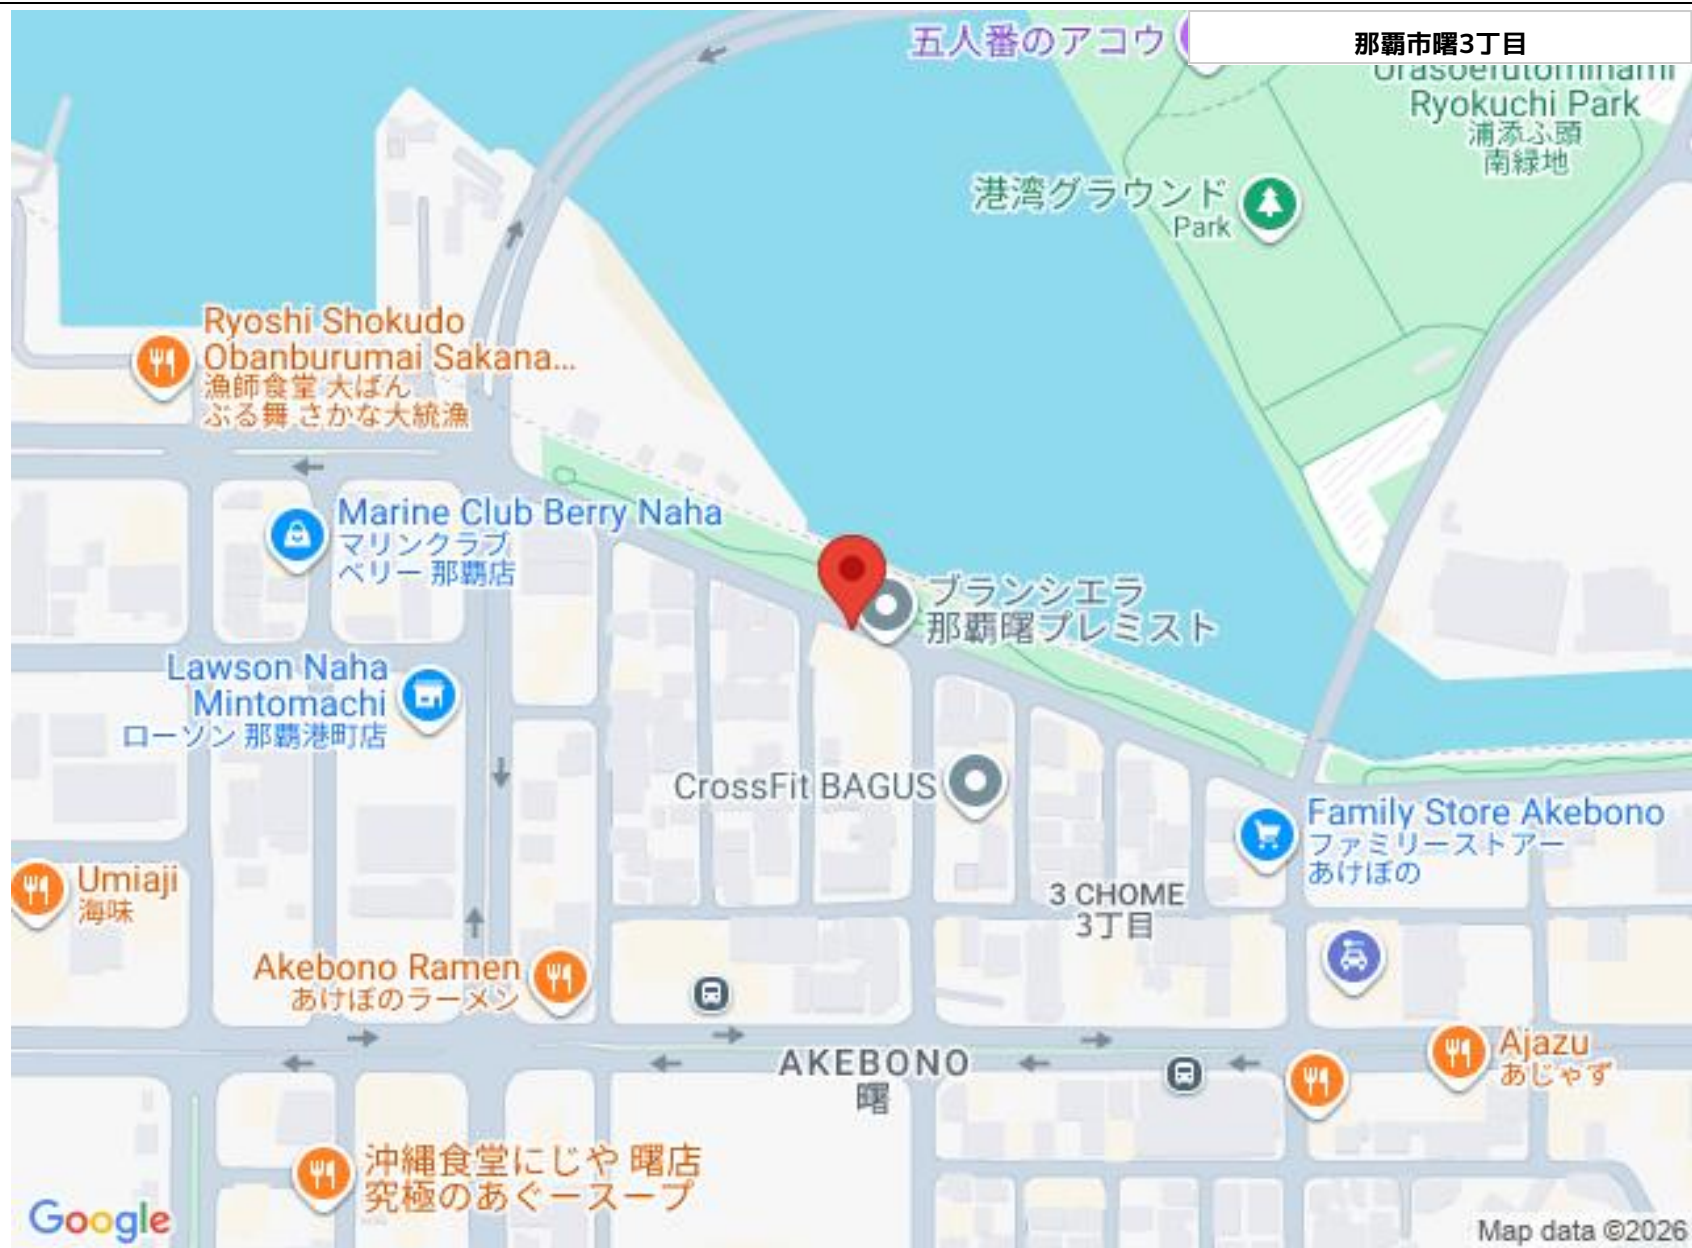 五人番のアコウ
那覇市曙3丁目
Urasoefutominami
Ryokuchi Park
浦添ふ頭
南緑地
港湾グラウンド
Park
Ryoshi Shokudo
Obanburumai Sakana...
漁師食堂 大ばん
ぶる舞 さかな大統漁
Marine Club Berry Naha
マリンクラブ
ベリー 那覇店
ブランシエラ
那覇曙プレミスト
Lawson Naha
Mintomachi
ローソン 那覇港町店
CrossFit BAGUS
Family Store Akebono
ファミリーストアー
あけぼの
Umiaji
海味
3 CHOME
3丁目
Akebono Ramen
あけぼのラーメン
AKEBONO
曙
Ajazu
あじゃず
沖縄食堂にじや 曙店
究極のあぐースープ
Google
Map data ©2026